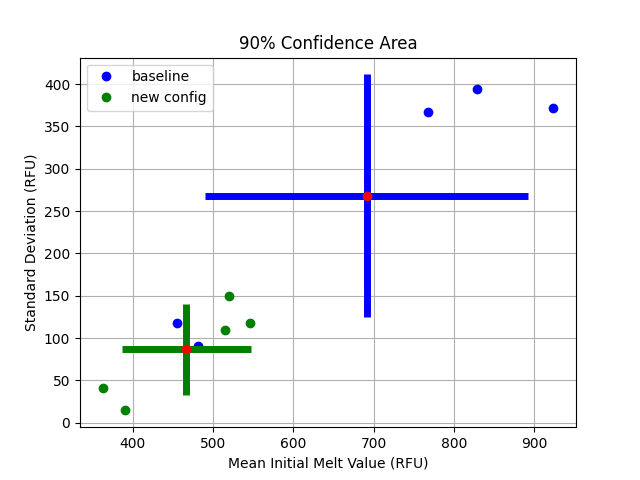 90% Confidence Area
baseline
new config
Standard Deviation (RFU)
400
350
300
250
200
150
100
50
0
400 500 600 700 800 900
Mean Initial Melt Value (RFU)